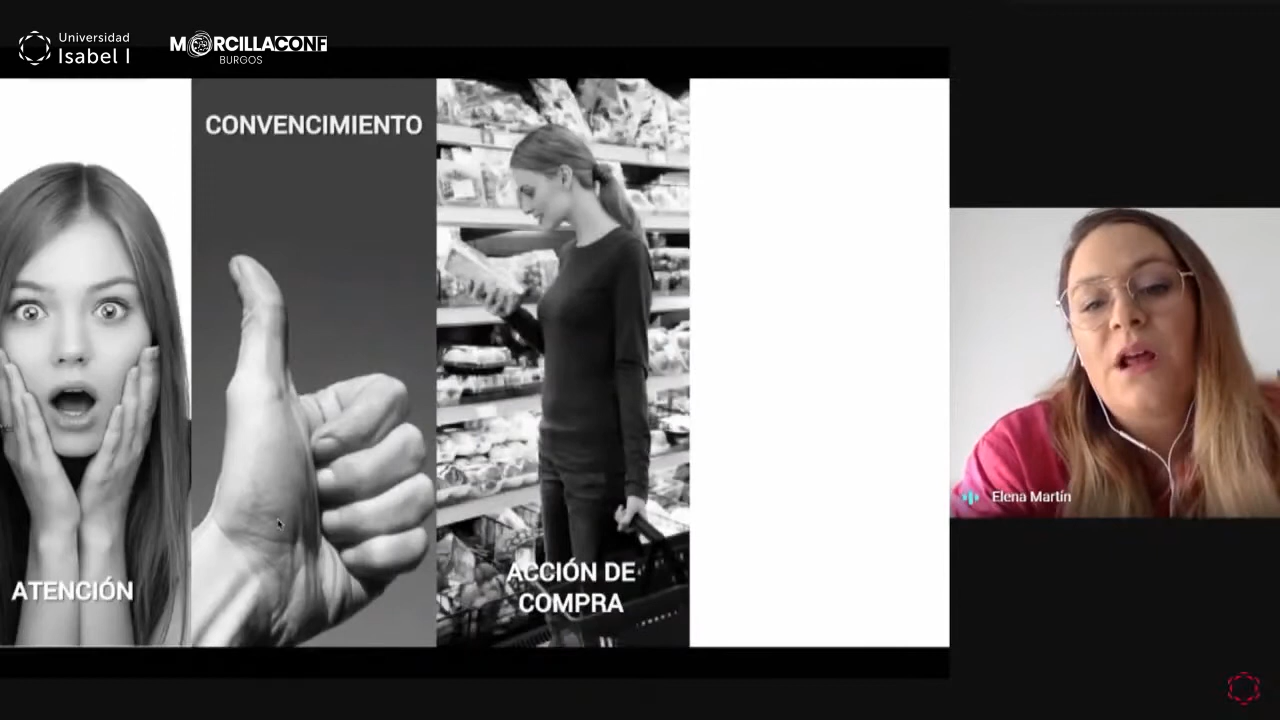 Universidad
Isabel I
MORCILLACONF
BURGOS
CONVENCIMIENTO
ATENCIÓN
ACCIÓN DE
COMPRA
Elena Martín